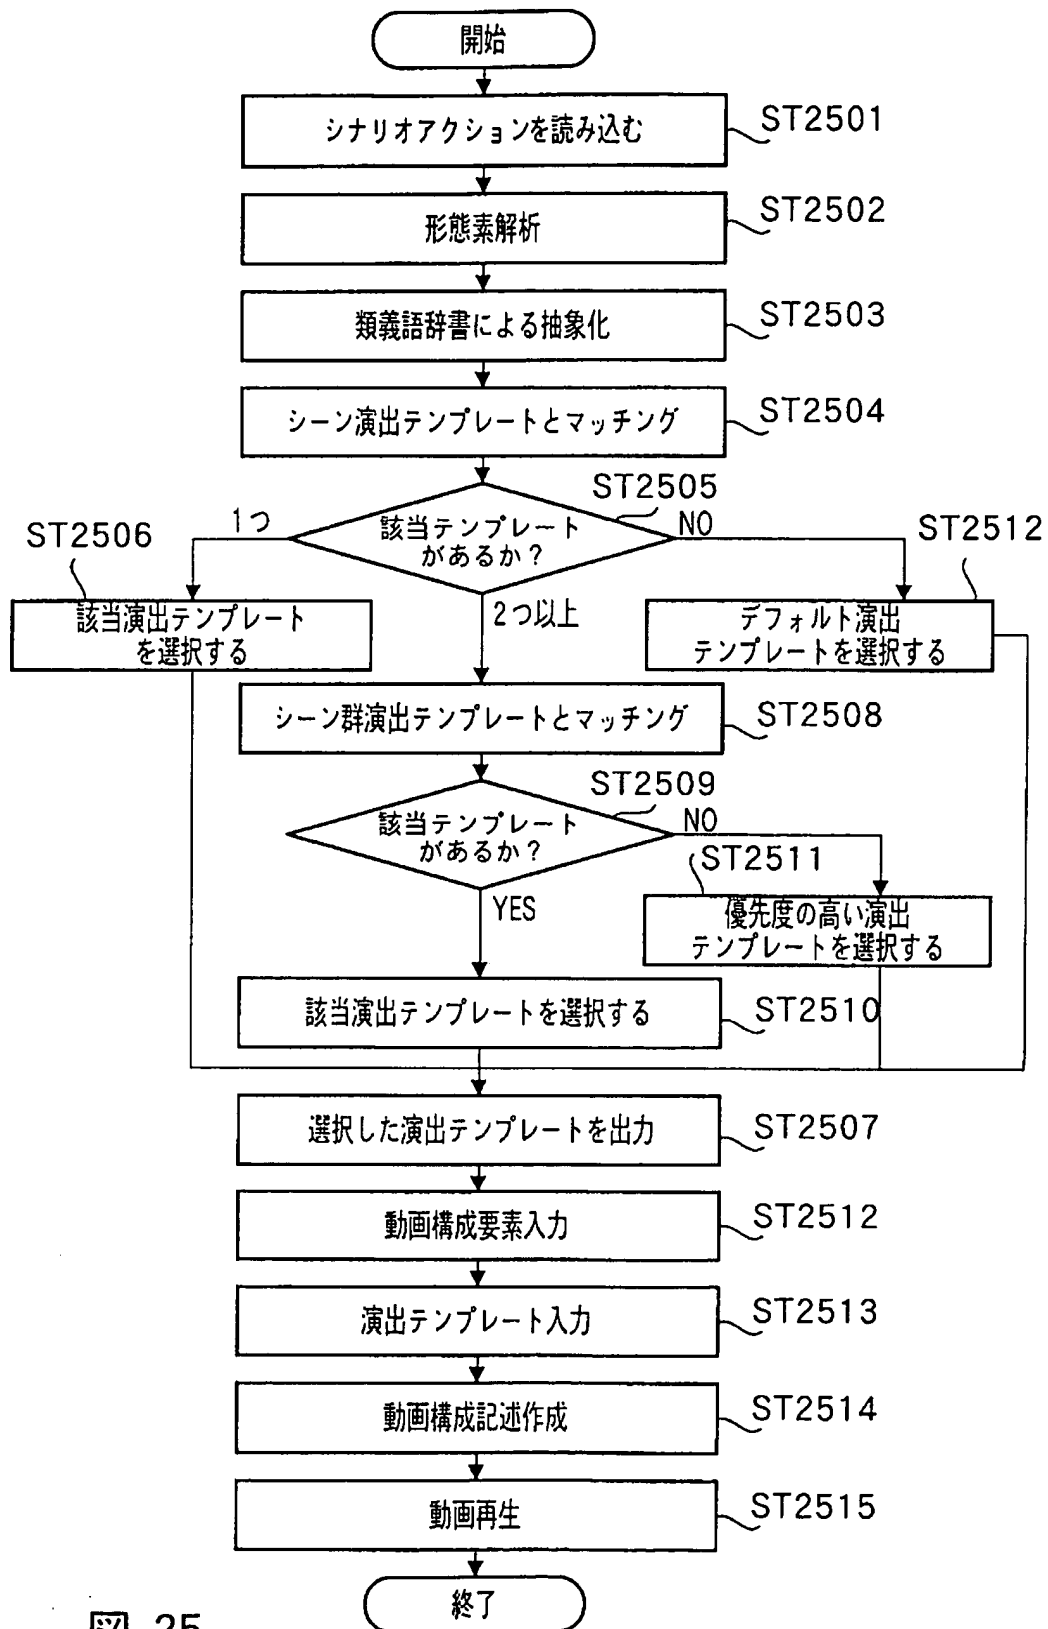 開始
シナリオアクションを読み込む
ST2501
形態素解析
ST2502
類義語辞書による抽象化
ST2503
シーン演出テンプレートとマッチング
ST2504
該当テンプレート
があるか?
ST2505
1つ
NO
2つ以上
ST2506
該当演出テンプレート
を選択する
ST2512
デフォルト演出
テンプレートを選択する
シーン群演出テンプレートとマッチング
ST2508
該当テンプレート
があるか?
ST2509
NO
YES
ST2511
優先度の高い演出
テンプレートを選択する
該当演出テンプレートを選択する
ST2510
選択した演出テンプレートを出力
ST2507
動画構成要素入力
ST2512
演出テンプレート入力
ST2513
動画構成記述作成
ST2514
動画再生
ST2515
終了
図 25